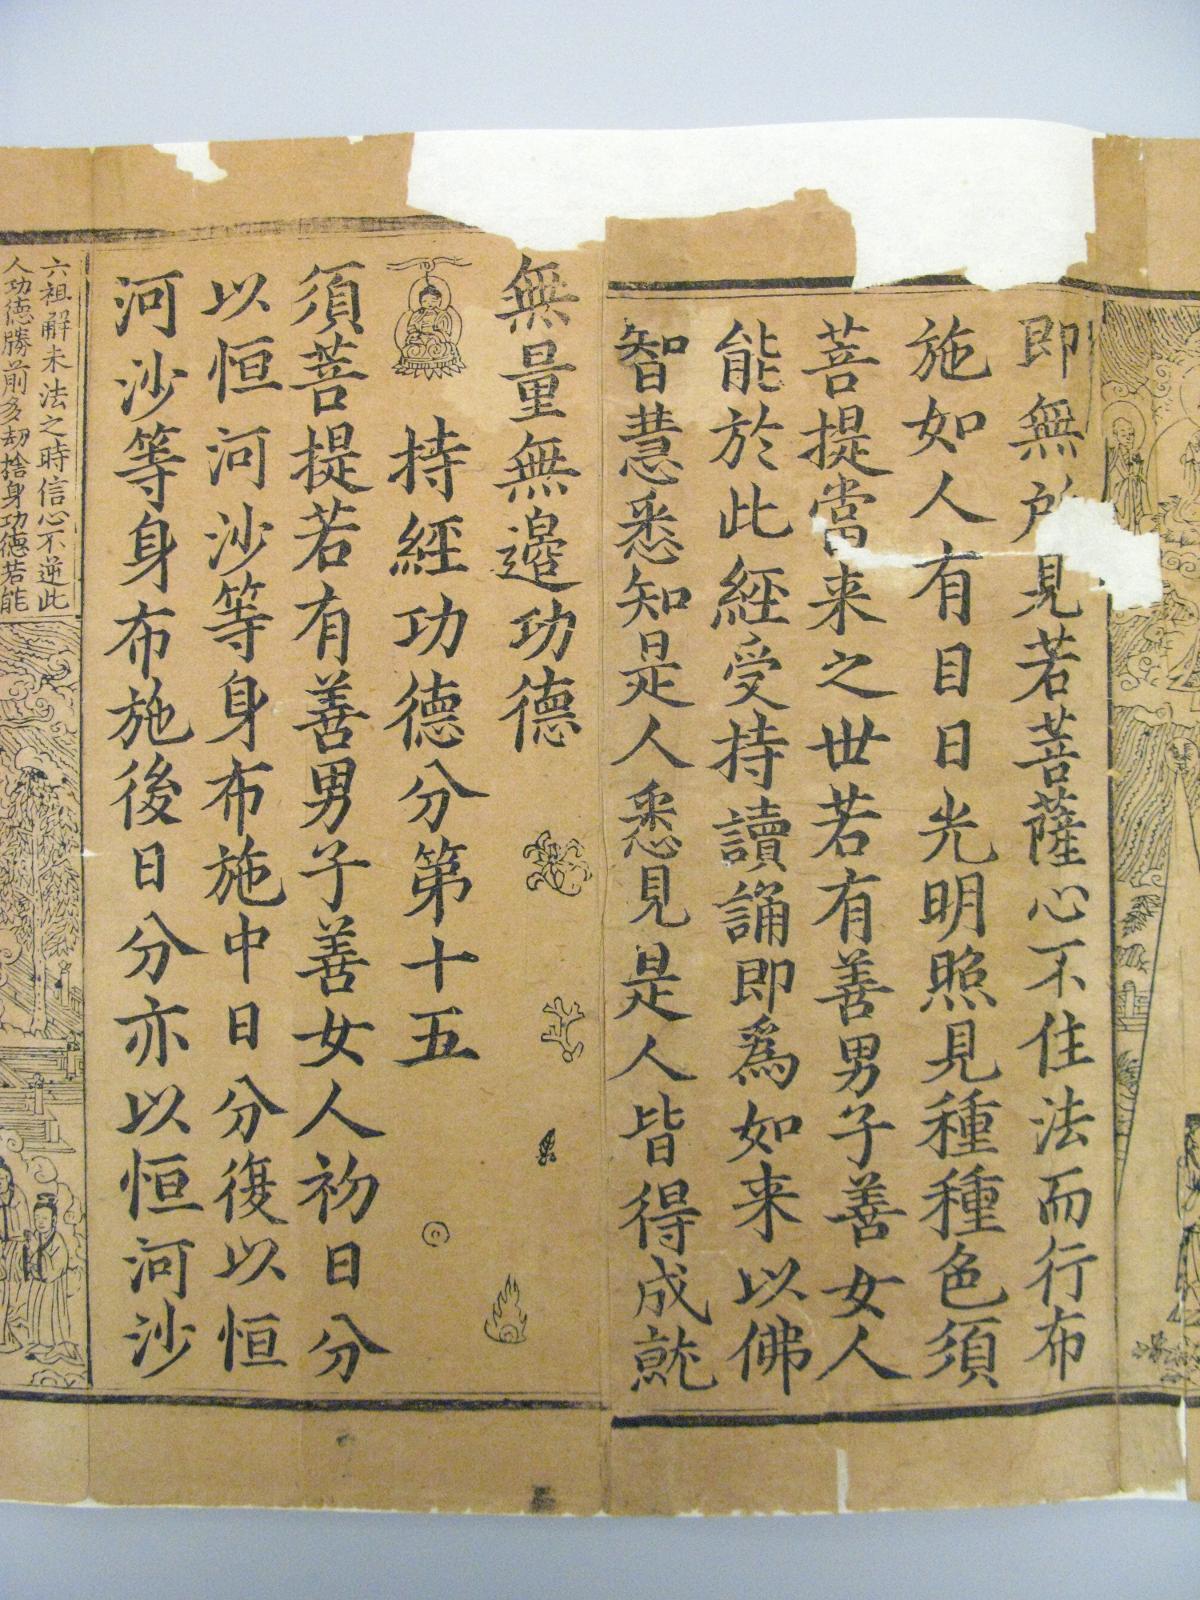 即無所見若菩薩心不住法而行布
施如人有目日光明照見種種色須
菩提當来之世若有善男子善女人
能於此經受持讀誦即為如来以佛
智慧悉知是人悉見是人皆得成就
無量無邊功德
持經功德分第十五
須菩提若有善男子善女人初日分
以恒河沙等身布施中日分復以恒
河沙等身布施後日分亦以恒河沙
六祖解未法之時信心不逆此
人功德勝前多劫捨身功德若能